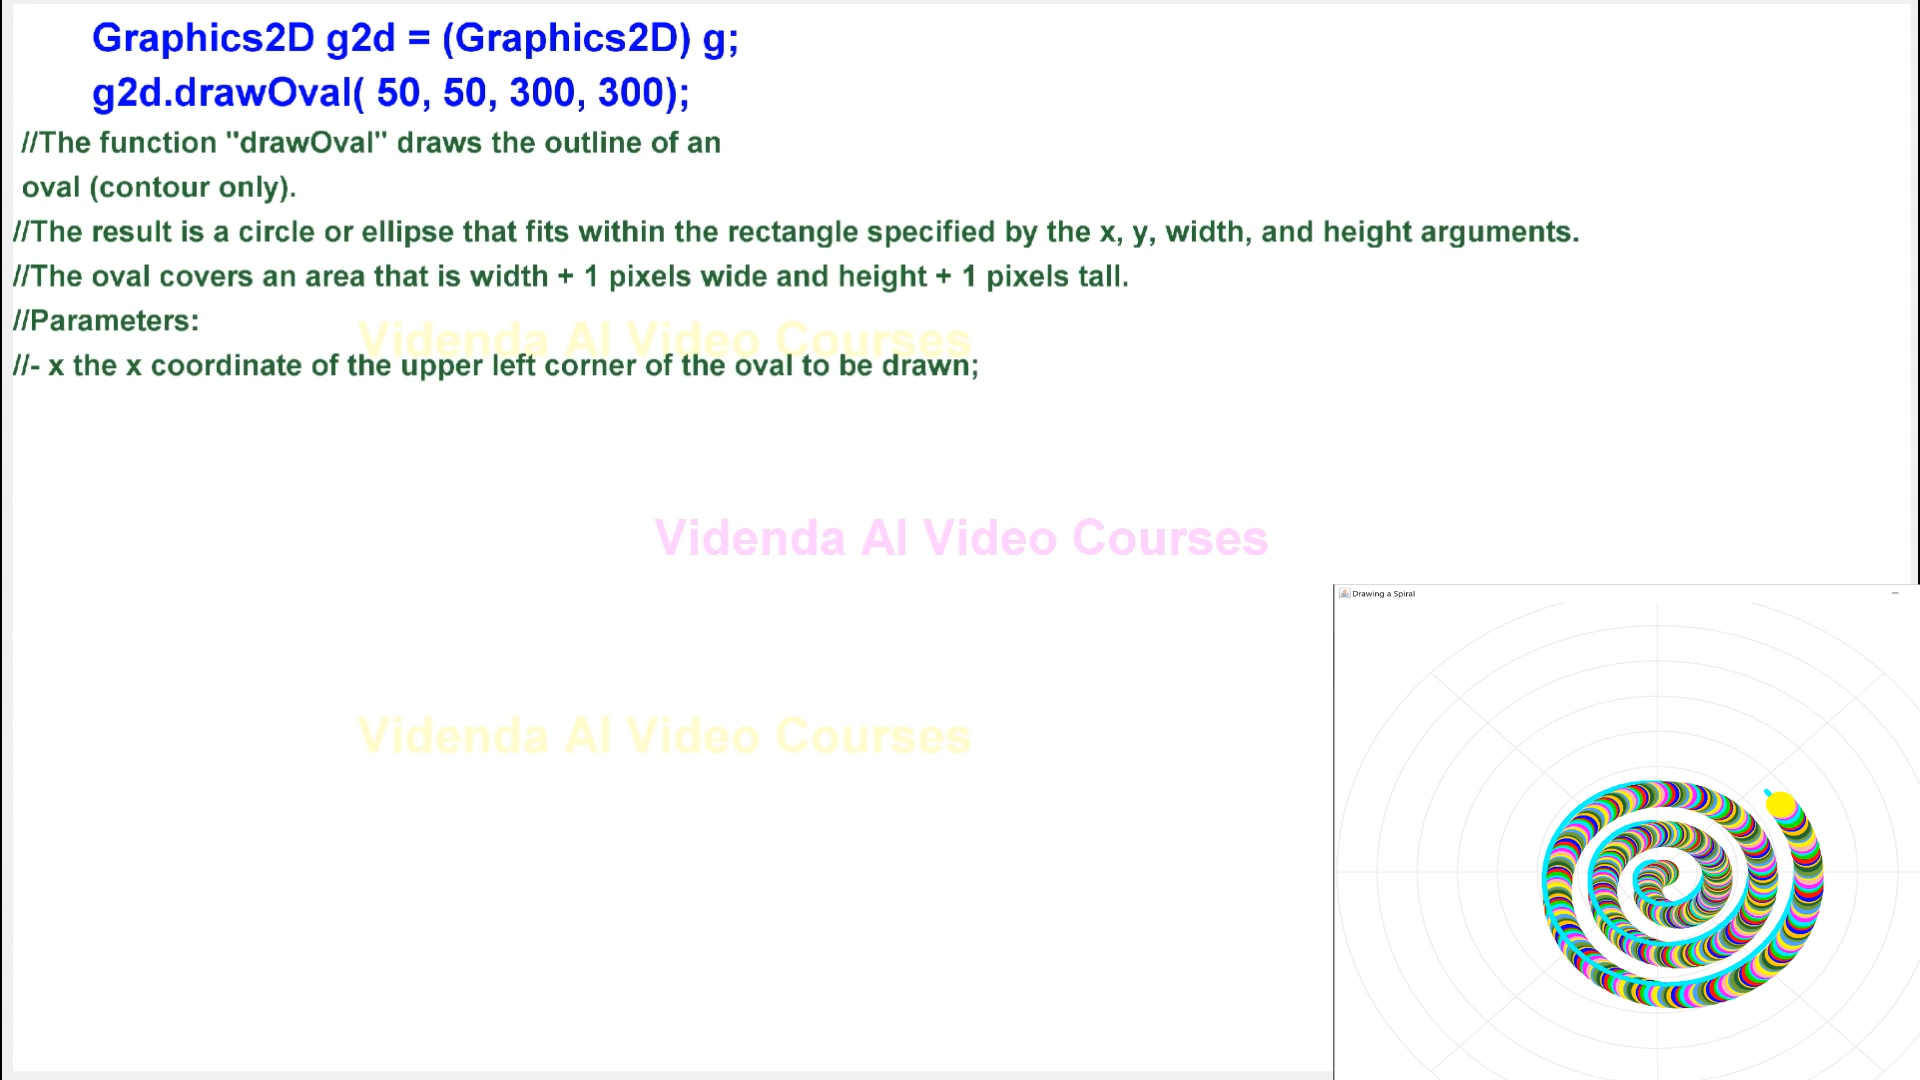 Graphics2D g2d = (Graphics2D) g;
g2d.drawOval( 50, 50, 300, 300);
//The function "drawOval" draws the outline of an
oval (contour only).
//The result is a circle or ellipse that fits within the rectangle specified by the x, y, width, and height arguments.
//The oval covers an area that is width + 1 pixels wide and height + 1 pixels tall.
//Parameters:
Videnda AI Video Courses
//- x the x coordinate of the upper left corner of the oval to be drawn;
Videnda AI Video Courses
Drawing a Spiral
Videnda AI Video Courses